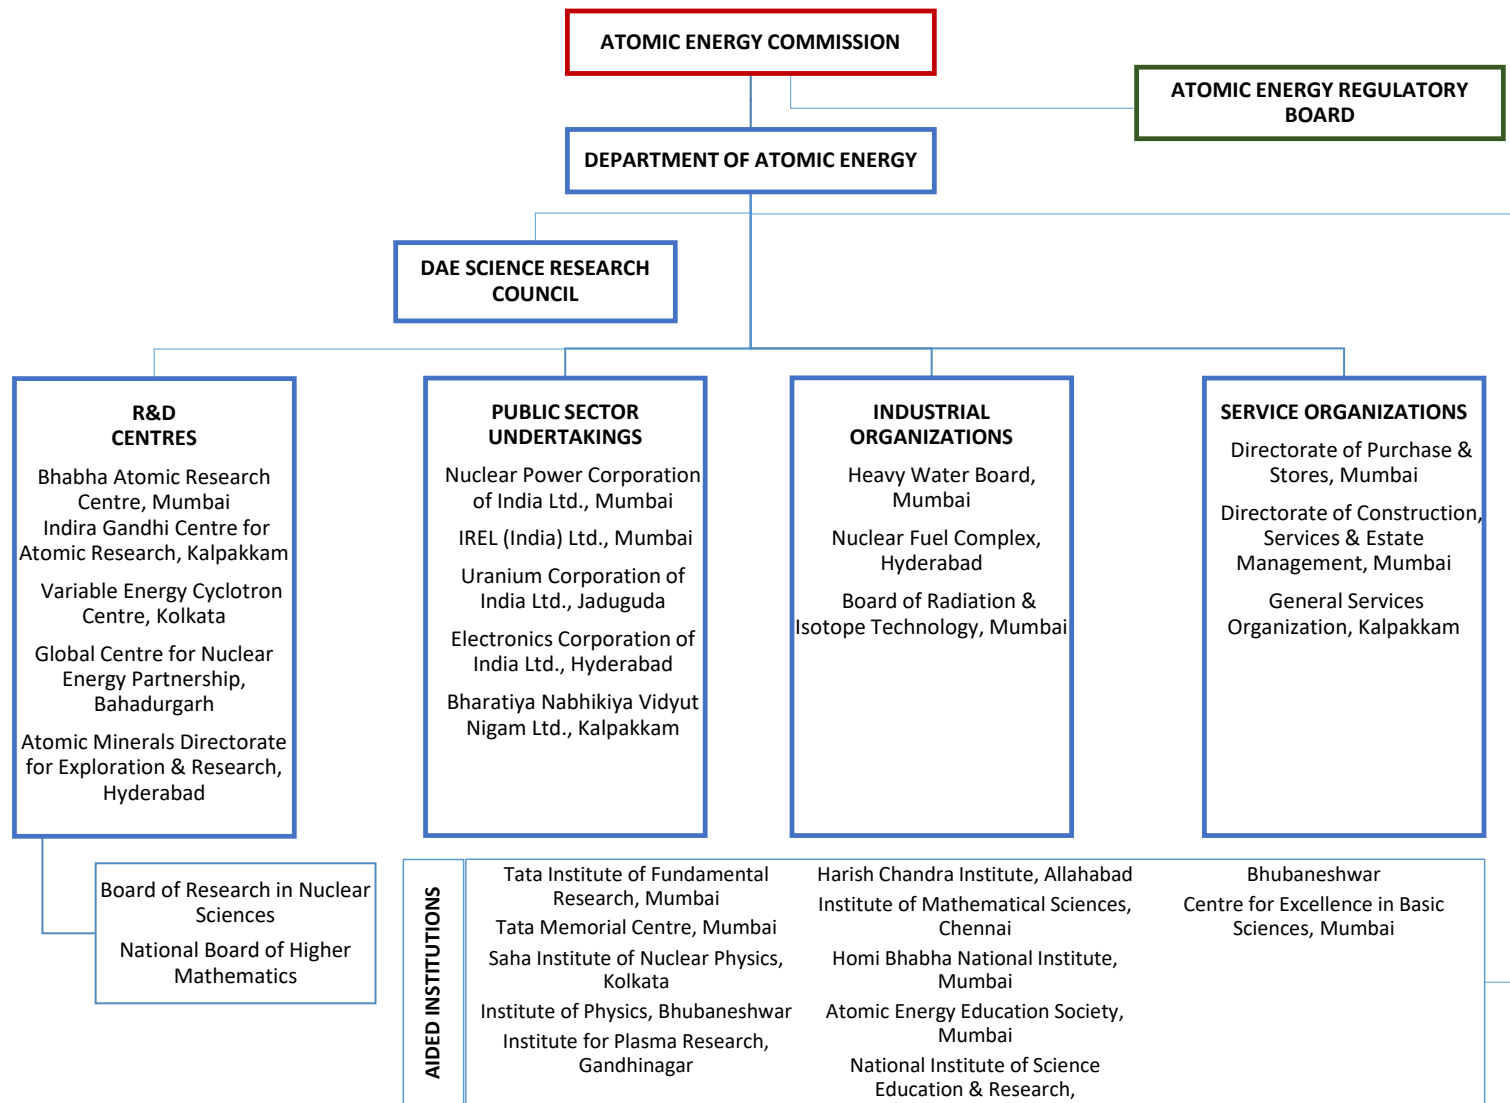 ATOMIC ENERGY COMMISSION
ATOMIC ENERGY REGULATORY
BOARD
DEPARTMENT OF ATOMIC ENERGY
DAE SCIENCE RESEARCH
COUNCIL
R&D
CENTRES
Bhabha Atomic Research
Centre, Mumbai
Indira Gandhi Centre for
Atomic Research, Kalpakkam
Variable Energy Cyclotron
Centre, Kolkata
Global Centre for Nuclear
Energy Partnership,
Bahadurgarh
Atomic Minerals Directorate
for Exploration & Research,
Hyderabad
PUBLIC SECTOR
UNDERTAKINGS
Nuclear Power Corporation
of India Ltd., Mumbai
IREL (India) Ltd., Mumbai
Uranium Corporation of
India Ltd., Jaduguda
Electronics Corporation of
India Ltd., Hyderabad
Bharatiya Nabhikiya Vidyut
Nigam Ltd., Kalpakkam
INDUSTRIAL
ORGANIZATIONS
Heavy Water Board,
Mumbai
Nuclear Fuel Complex,
Hyderabad
Board of Radiation &
Isotope Technology, Mumbai
SERVICE ORGANIZATIONS
Directorate of Purchase &
Stores, Mumbai
Directorate of Construction,
Services & Estate
Management, Mumbai
General Services
Organization, Kalpakkam
Board of Research in Nuclear
Sciences
National Board of Higher
Mathematics
AIDED INSTITUTIONS
Tata Institute of Fundamental
Research, Mumbai
Tata Memorial Centre, Mumbai
Saha Institute of Nuclear Physics,
Kolkata
Institute of Physics, Bhubaneshwar
Institute for Plasma Research,
Gandhinagar
Harish Chandra Institute, Allahabad
Institute of Mathematical Sciences,
Chennai
Homi Bhabha National Institute,
Mumbai
Atomic Energy Education Society,
Mumbai
National Institute of Science
Education & Research,
Bhubaneshwar
Centre for Excellence in Basic
Sciences, Mumbai